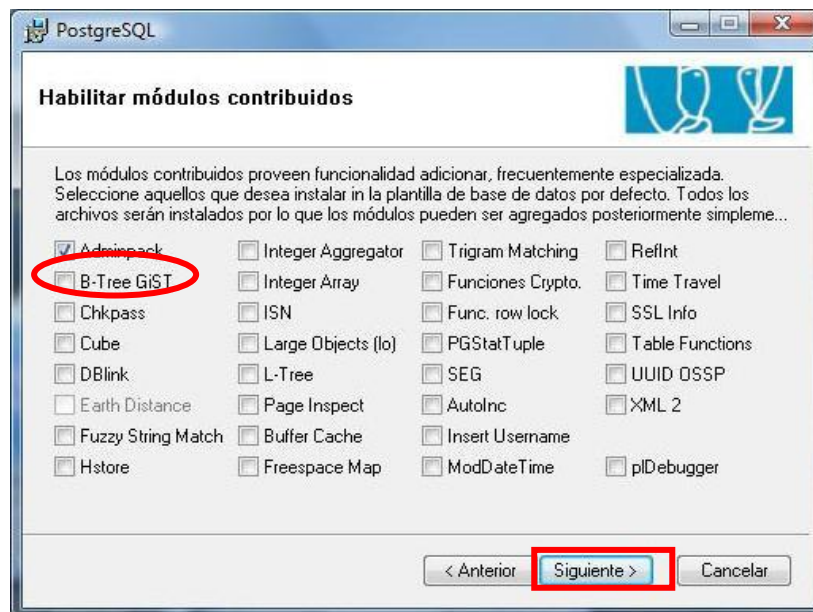 PostgreSQL
Habilitar módulos contribuidos
Los módulos contribuidos proveen funcionalidad adicionar, frecuentemente especializada.
Seleccione aquellos que desea instalar in la plantilla de base de datos por defecto. Todos los
archivos serán instalados por lo que los módulos pueden ser agregados posteriormente simpleme...
Adminpack Integer Aggregator Trigram Matching RefInt
B-Tree GiST Integer Array Funciones Crypto. Time Travel
Chkpass ISN Func. row lock SSL Info
Cube Large Objects (lo) PGStatTuple Table Functions
DBlink L-Tree SEG UUID OSSP
Earth Distance Page Inspect AutoInc XML 2
Fuzzy String Match Buffer Cache Insert Username
Hstore Freespace Map ModDateTime plDebugger
< Anterior Siguiente > Cancelar